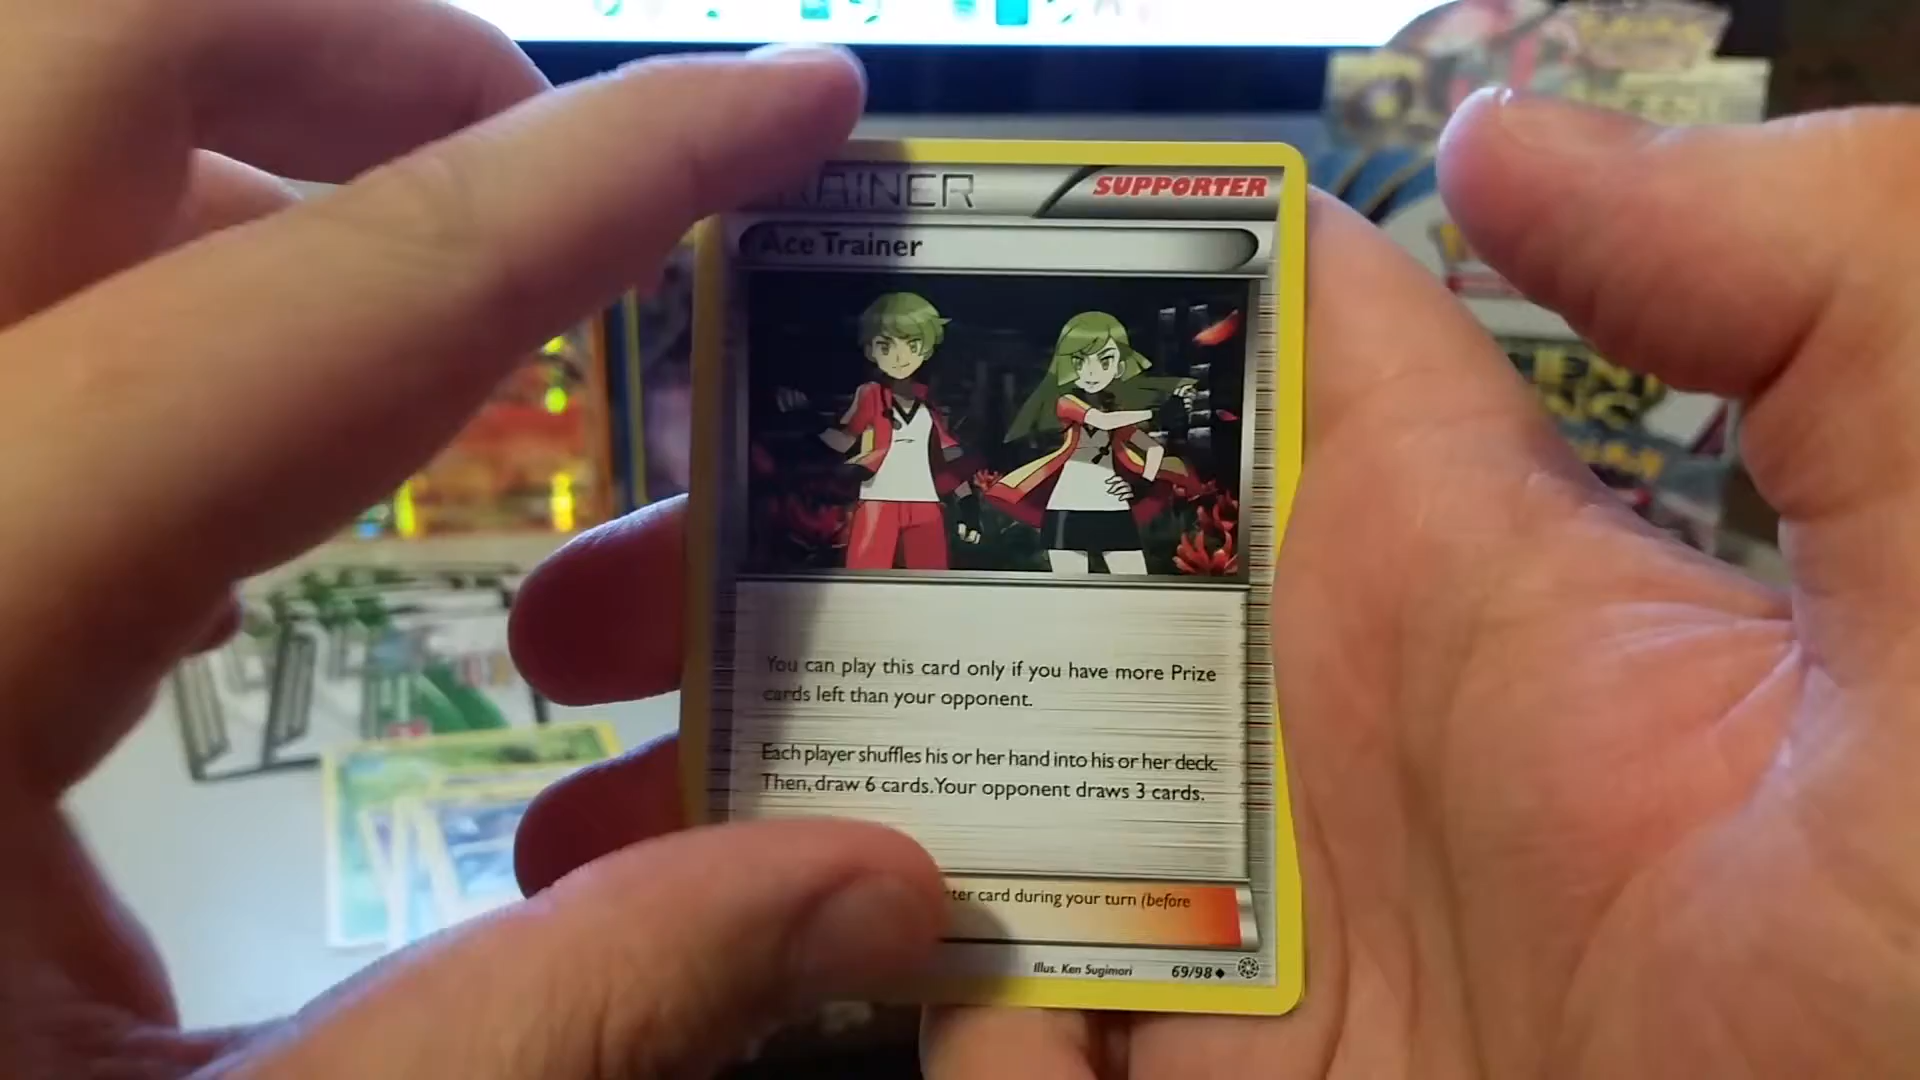 RAINER
SUPPORTER
Ace Trainer
You can play this card only if you have more Prize
cards left than your opponent.
Each player shuffles his or her hand into his or her deck.
Then, draw 6 cards. Your opponent draws 3 cards.
card during your turn (before
Illus. Ken Sugimori
69/98